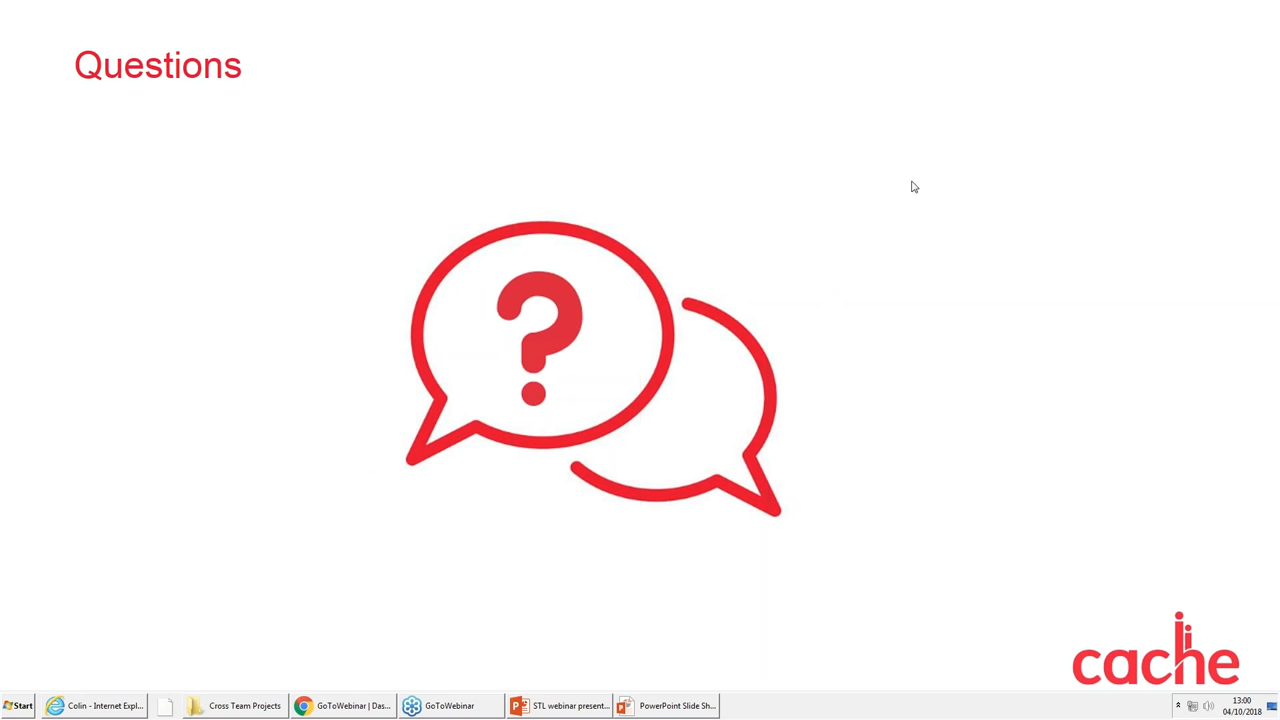 Questions
?
cache
Start
Colin - Internet Expl...
Cross Team Projects
GoToWebinar | Das...
GoToWebinar
STL webinar present...
PowerPoint Slide Sh...
13:00
04/10/2018